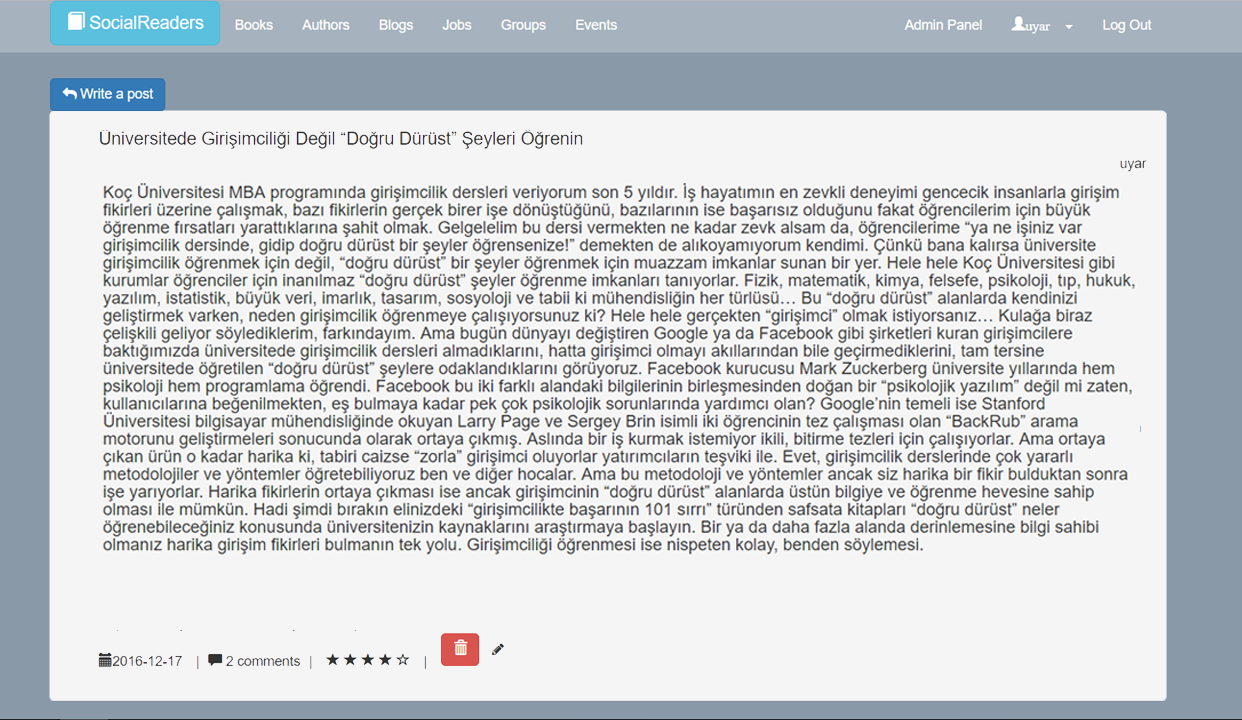 SocialReaders Books Authors Blogs Jobs Groups Events Admin Panel uyar Log Out
Write a post
Üniversitede Girişimciliği Değil “Doğru Dürüst” Şeyleri Öğrenin
uyar
Koç Üniversitesi MBA programında girişimcilik dersleri veriyorum son 5 yıldır. İş hayatımın en zevkli deneyimi gencecik insanlarla girişim
fikirleri üzerine çalışmak, bazı fikirlerin gerçek birer işe dönüştüğünü, bazılarının ise başarısız olduğunu fakat öğrencilerim için büyük
öğrenme fırsatları yarattıklarına şahit olmak. Gelgelelim bu dersi vermekten ne kadar zevk alsam da, öğrencilerime “ya ne işiniz var
girişimcilik dersinde, gidip doğru dürüst bir şeyler öğrensenize!” demekten de alıkoyamıyorum kendimi. Çünkü bana kalırsa üniversite
girişimcilik öğrenmek için değil, “doğru dürüst” bir şeyler öğrenmek için muazzam imkanlar sunan bir yer. Hele hele Koç Üniversitesi gibi
kurumlar öğrenciler için inanılmaz “doğru dürüst” şeyler öğrenme imkanları tanıyorlar. Fizik, matematik, kimya, felsefe, psikoloji, tıp, hukuk,
yazılım, istatistik, büyük veri, imarlık, tasarım, sosyoloji ve tabii ki mühendisliğin her türlüsü… Bu “doğru dürüst” alanlarda kendinizi
geliştirmek varken, neden girişimcilik öğrenmeye çalışıyorsunuz ki? Hele hele gerçekten “girişimci” olmak istiyorsanız… Kulağa biraz
çelişkili geliyor söylediklerim, farkındayım. Ama bugün dünyayı değiştiren Google ya da Facebook gibi şirketleri kuran girişimcilere
baktığımızda üniversitede girişimcilik dersleri almadıklarını, hatta girişimci olmayı akıllarından bile geçirmediklerini, tam tersine
üniversitede öğretilen “doğru dürüst” şeylere odaklandıklarını görüyoruz. Facebook kurucusu Mark Zuckerberg üniversite yıllarında hem
psikoloji hem programlama öğrendi. Facebook bu iki farklı alandaki bilgilerinin birleşmesinden doğan bir “psikolojik yazılım” değil mi zaten,
kullanıcılarına beğenilmekten, eş bulmaya kadar pek çok psikolojik sorunlarında yardımcı olan? Google’nin temeli ise Stanford
Üniversitesi bilgisayar mühendisliğinde okuyan Larry Page ve Sergey Brin isimli iki öğrencinin tez çalışması olan “BackRub” arama
motorunu geliştirmeleri sonucunda olarak ortaya çıkmış. Aslında bir iş kurmak istemiyor ikili, bitirme tezleri için çalışıyorlar. Ama ortaya
çıkan ürün o kadar harika ki, tabiri caizse “zorla” girişimci oluyorlar yatırımcıların teşviki ile. Evet, girişimcilik derslerinde çok yararlı
metodolojiler ve yöntemler öğretebiliyoruz ben ve diğer hocalar. Ama bu metodoloji ve yöntemler ancak siz harika bir fikir bulduktan sonra
işe yarıyorlar. Harika fikirlerin ortaya çıkması ise ancak girişimcinin “doğru dürüst” alanlarda üstün bilgiye ve öğrenme hevesine sahip
olması ile mümkün. Hadi şimdi bırakın elinizdeki “girişimcilikte başarının 101 sırrı” türünden safsata kitapları “doğru dürüst” neler
öğrenebileceğiniz konusunda üniversitenizin kaynaklarını araştırmaya başlayın. Bir ya da daha fazla alanda derinlemesine bilgi sahibi
olmanız harika girişim fikirleri bulmanın tek yolu. Girişimciliği öğrenmesi ise nispeten kolay, benden söylemesi.
2016-12-17 | 2 comments | ★★★★☆ |